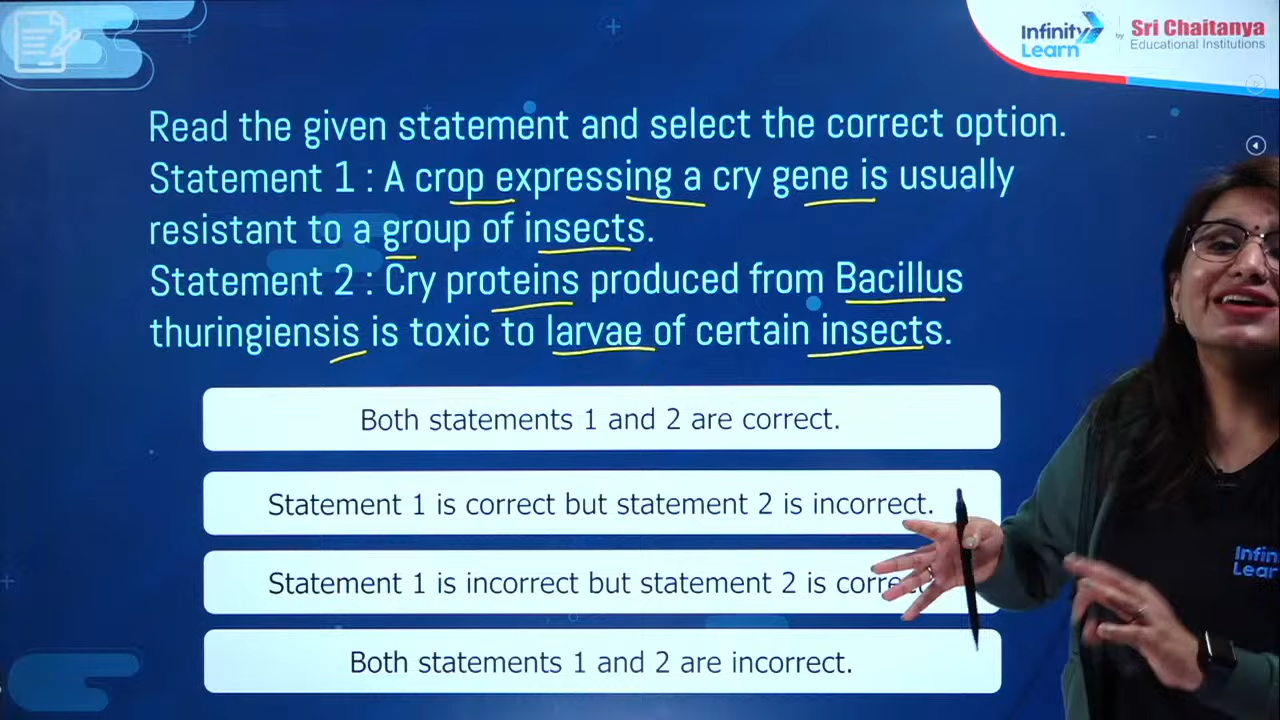 Infinity Learn by Sri Chaitanya Educational Institutions
Read the given statement and select the correct option.
Statement 1 : A crop expressing a cry gene is usually
resistant to a group of insects.
Statement 2 : Cry proteins produced from Bacillus
thuringiensis is toxic to larvae of certain insects.
Both statements 1 and 2 are correct.
Statement 1 is correct but statement 2 is incorrect.
Statement 1 is incorrect but statement 2 is
Both statements 1 and 2 are incorrect.